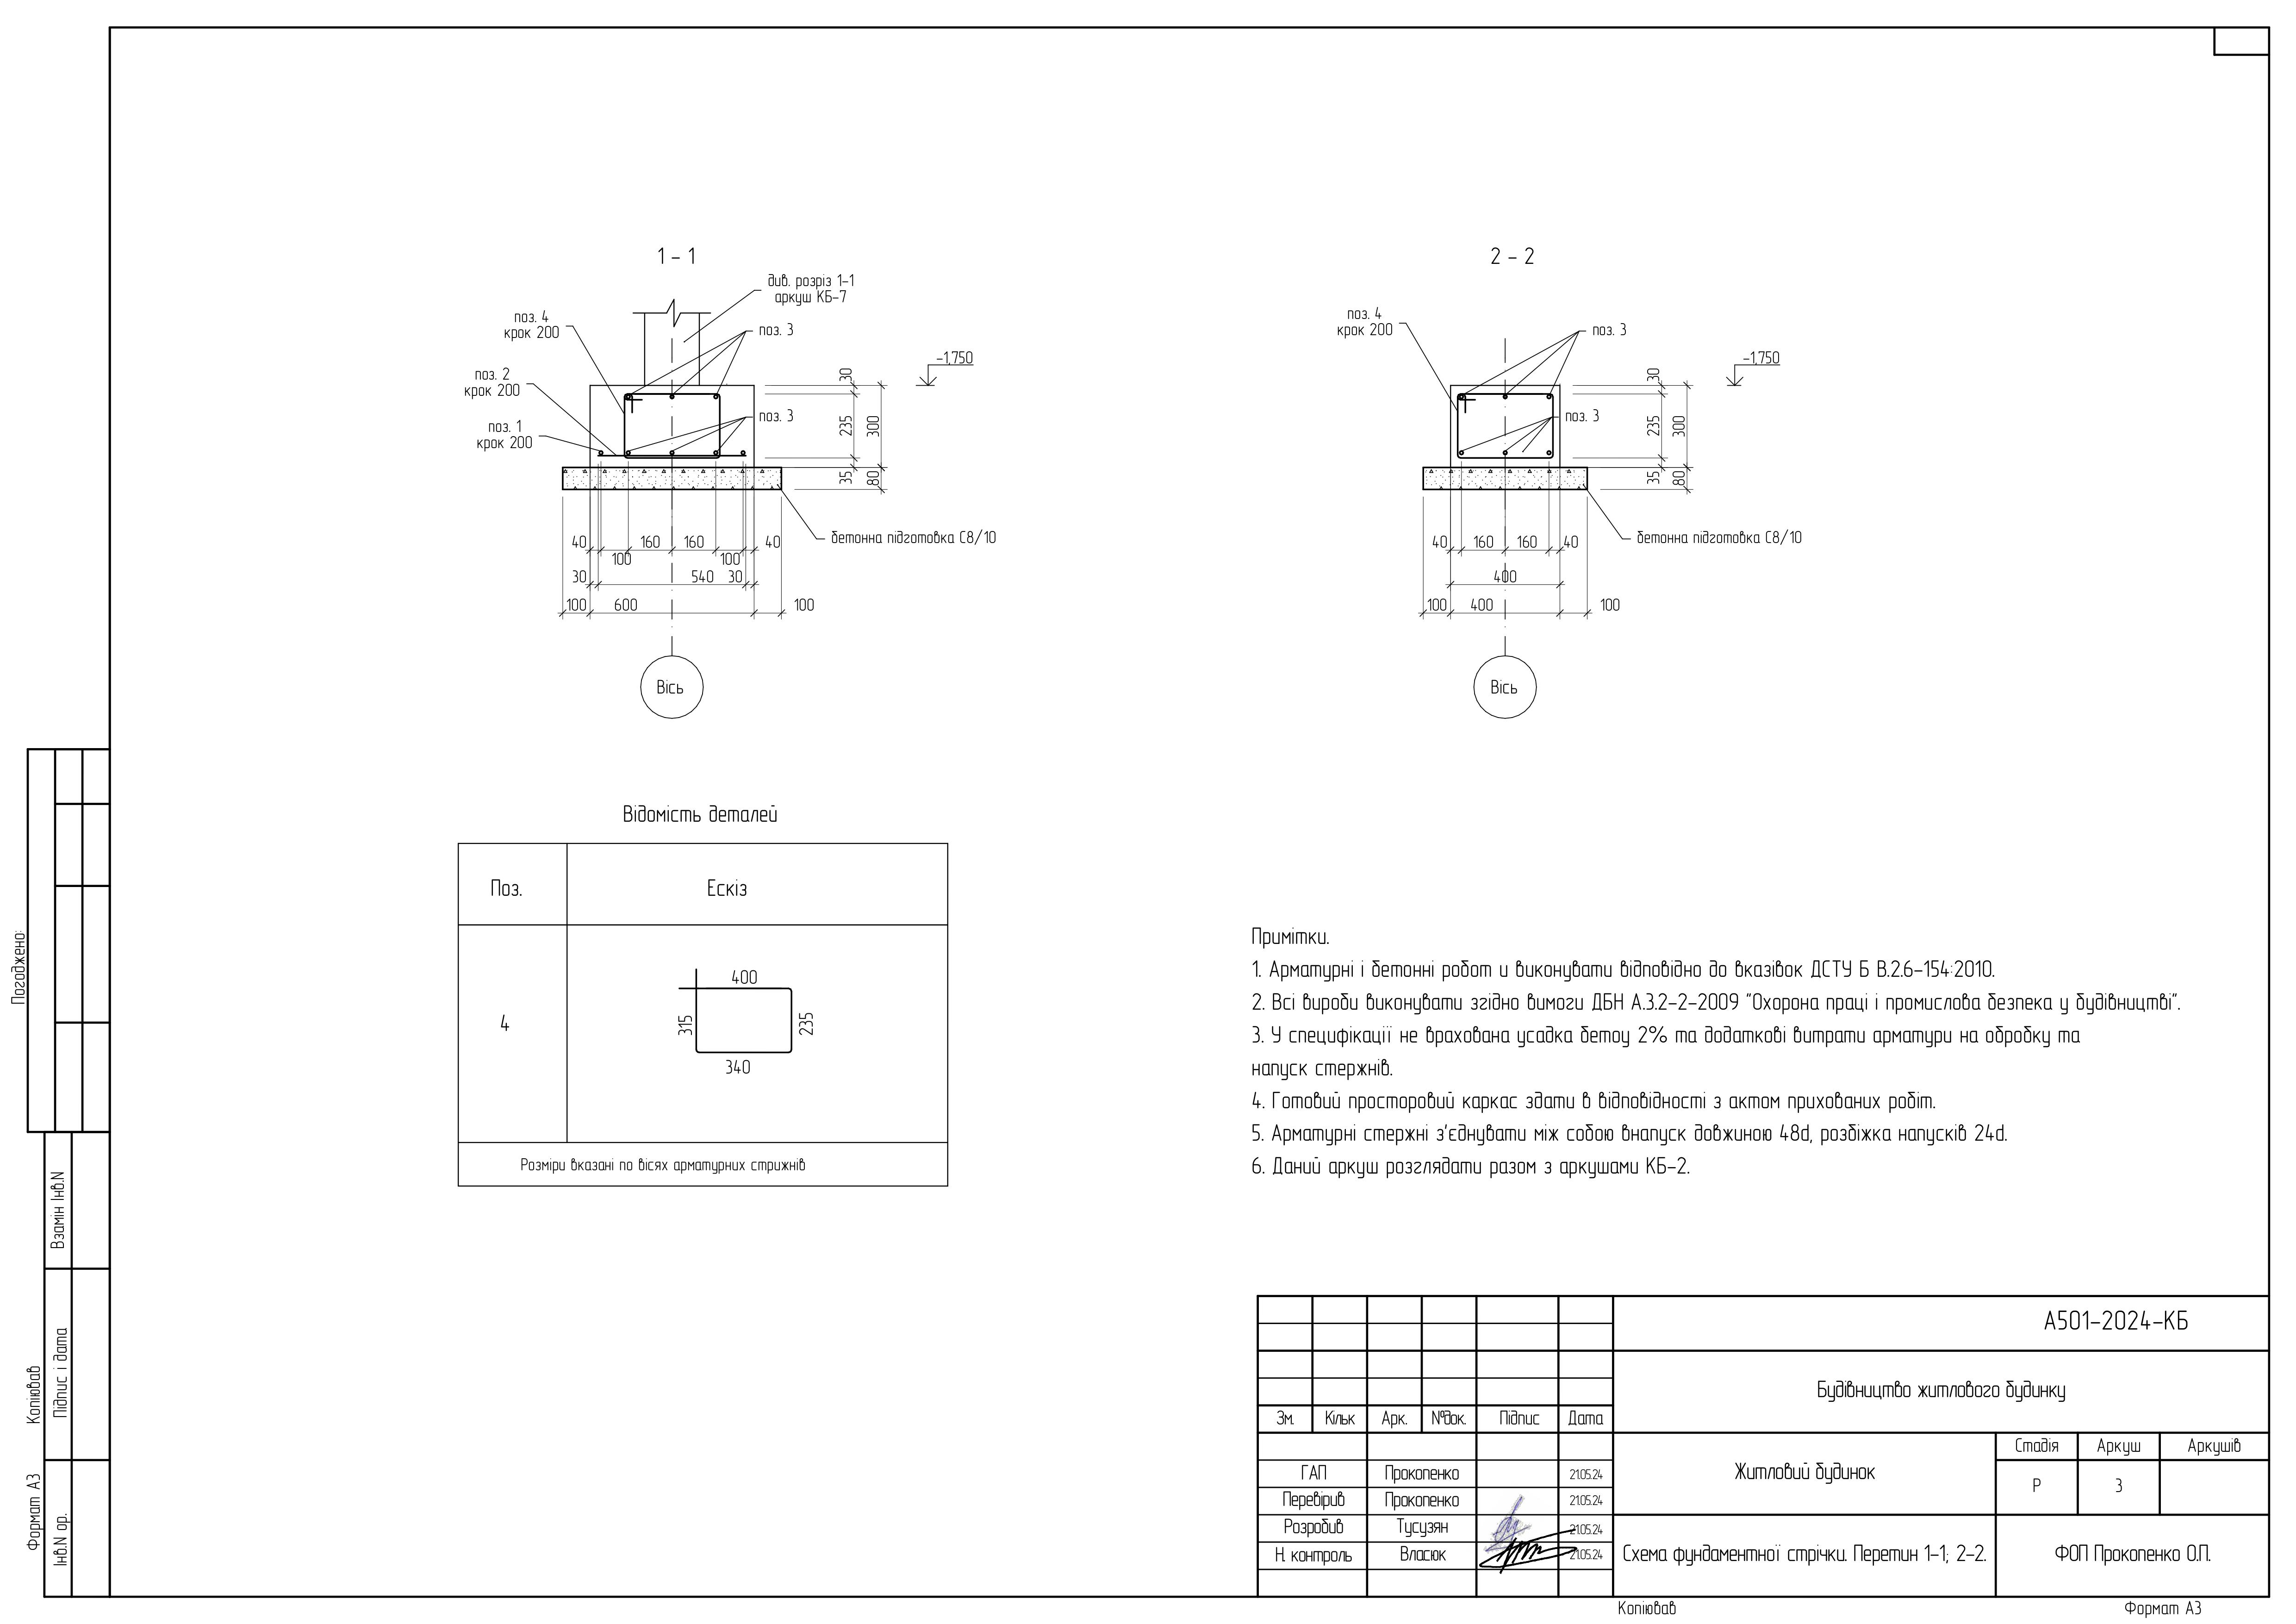 1 - 1
див. розріз 1-1
аркуш КБ-7
поз. 4
крок 200
поз. 3
поз. 2
крок 200
поз. 3
поз. 1
крок 200
-1,750
30
235
300
35
80
бетонна підготовка С8/10
40
160
160
40
100
100
30
540
30
100
600
100
Вісь
2 - 2
поз. 4
крок 200
поз. 3
поз. 3
-1,750
30
235
300
35
80
бетонна підготовка С8/10
40
160
160
40
400
100
400
100
Вісь
Відомість деталей
Поз.
Ескіз
4
400
315
235
340
Розміри вказані по вісях арматурних стрижнів
Примітки.
1. Арматурні і бетонні робот и виконувати відповідно до вказівок ДСТУ Б В.2.6-154:2010.
2. Всі вироби виконувати згідно вимоги ДБН А.3.2-2-2009 "Охорона праці і промислова безпека у будівництві".
3. У специфікації не врахована усадка бетоу 2% та додаткові витрати арматури на обробку та
напуск стержнів.
4. Готовий просторовий каркас здати в відповідності з актом прихованих робіт.
5. Арматурні стержні з'єднувати між собою внапуск довжиною 48d, розбіжка напусків 24d.
6. Даний аркуш розглядати разом з аркушами КБ-2.
Погоджено:
Взамін Інв.N
Підпис і дата
Інв.N ор.
Копіював
Формат А3
А501-2024-КБ
Будівництво житлового будинку
Зм. Кільк Арк. №док. Підпис Дата
Житловий будинок
Стадія Аркуш Аркушів
Р 3
ГАП Прокопенко 21.05.24
Перевірив Прокопенко 21.05.24
Розробив Тусузян 21.05.24
Н. контроль Власюк 21.05.24
Схема фундаментної стрічки. Перетин 1-1; 2-2.
ФОП Прокопенко О.П.
Копіював
Формат А3